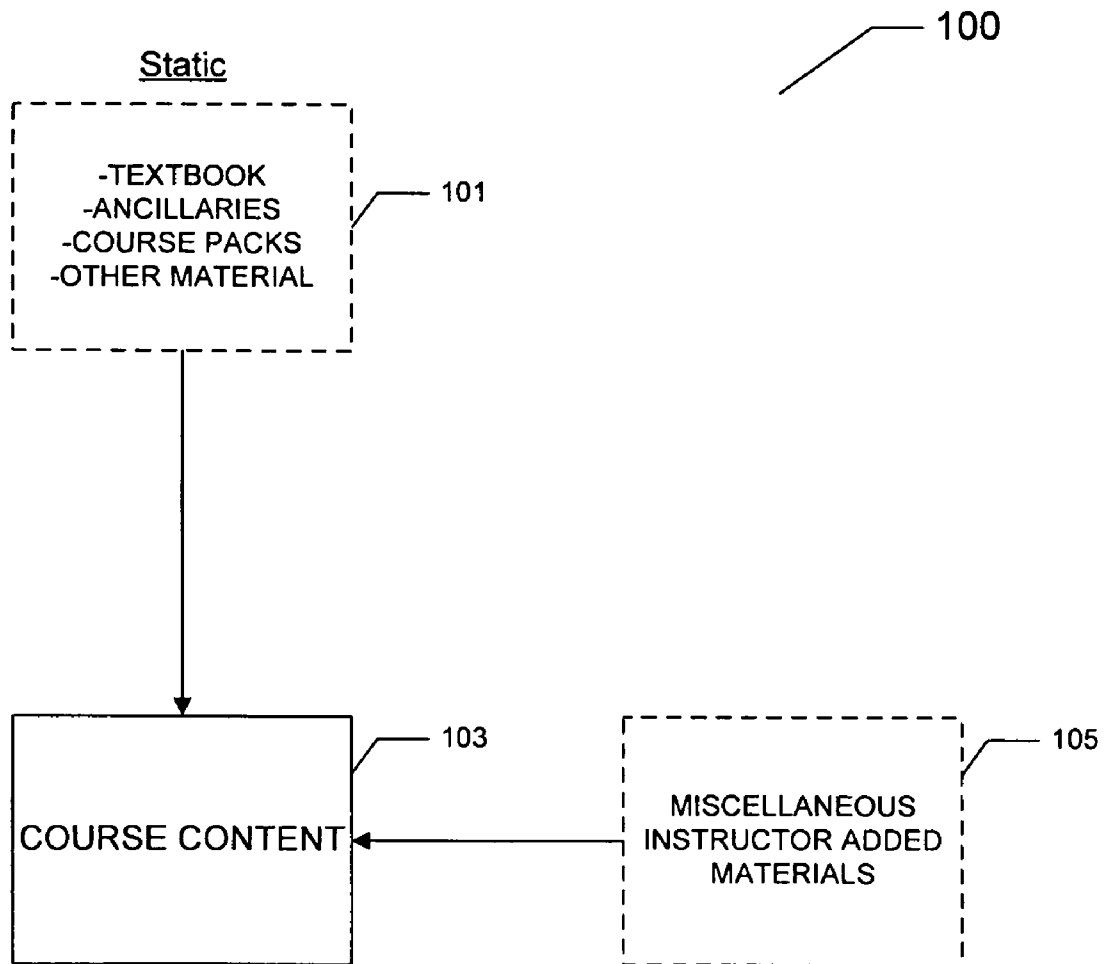 100
Static
-TEXTBOOK
-ANCILLARIES
-COURSE PACKS
-OTHER MATERIAL
101
COURSE CONTENT
103
MISCELLANEOUS
INSTRUCTOR ADDED
MATERIALS
105